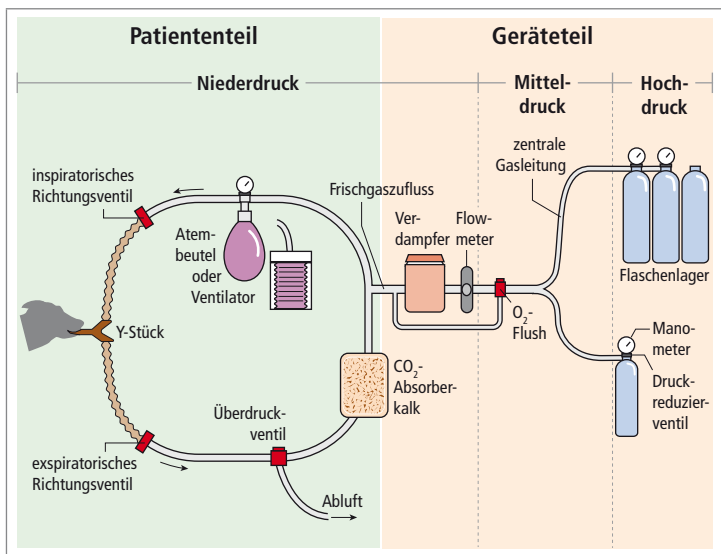 Patiententeil
Geräteteil
Niederdruck
Mittel-
druck
Hoch-
druck
inspiratorisches
Richtungsventil
Atem-
beutel
oder
Ventilator
Frischgaszufluss
Ver-
dampfer
Flow-
meter
zentrale
Gasleitung
Flaschenlager
Y-Stück
O2-
Flush
Mano-
meter
Druck-
reduzier-
ventil
CO2-
Absorber-
kalk
Überdruck-
ventil
exspiratorisches
Richtungsventil
Abluft